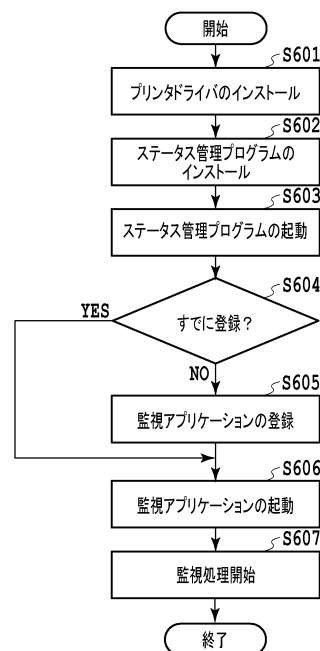 開始
S601
プリンタドライバのインストール
S602
ステータス管理プログラムの
インストール
S603
ステータス管理プログラムの起動
S604
すでに登録？
YES
NO
S605
監視アプリケーションの登録
S606
監視アプリケーションの起動
S607
監視処理開始
終了